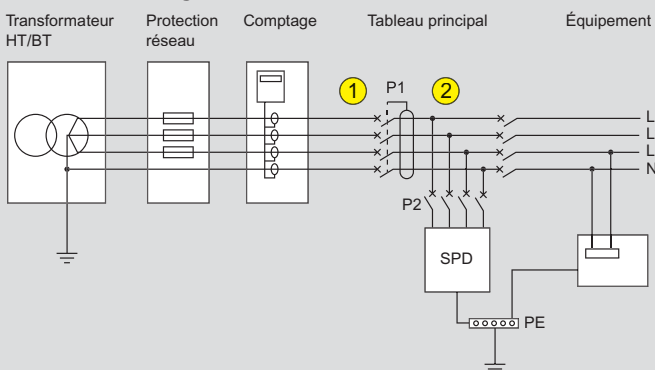 Transformateur
HT/BT
Protection
réseau
Comptage
Tableau principal
Équipement
1
P1
2
L
L
L
N
P2
SPD
PE